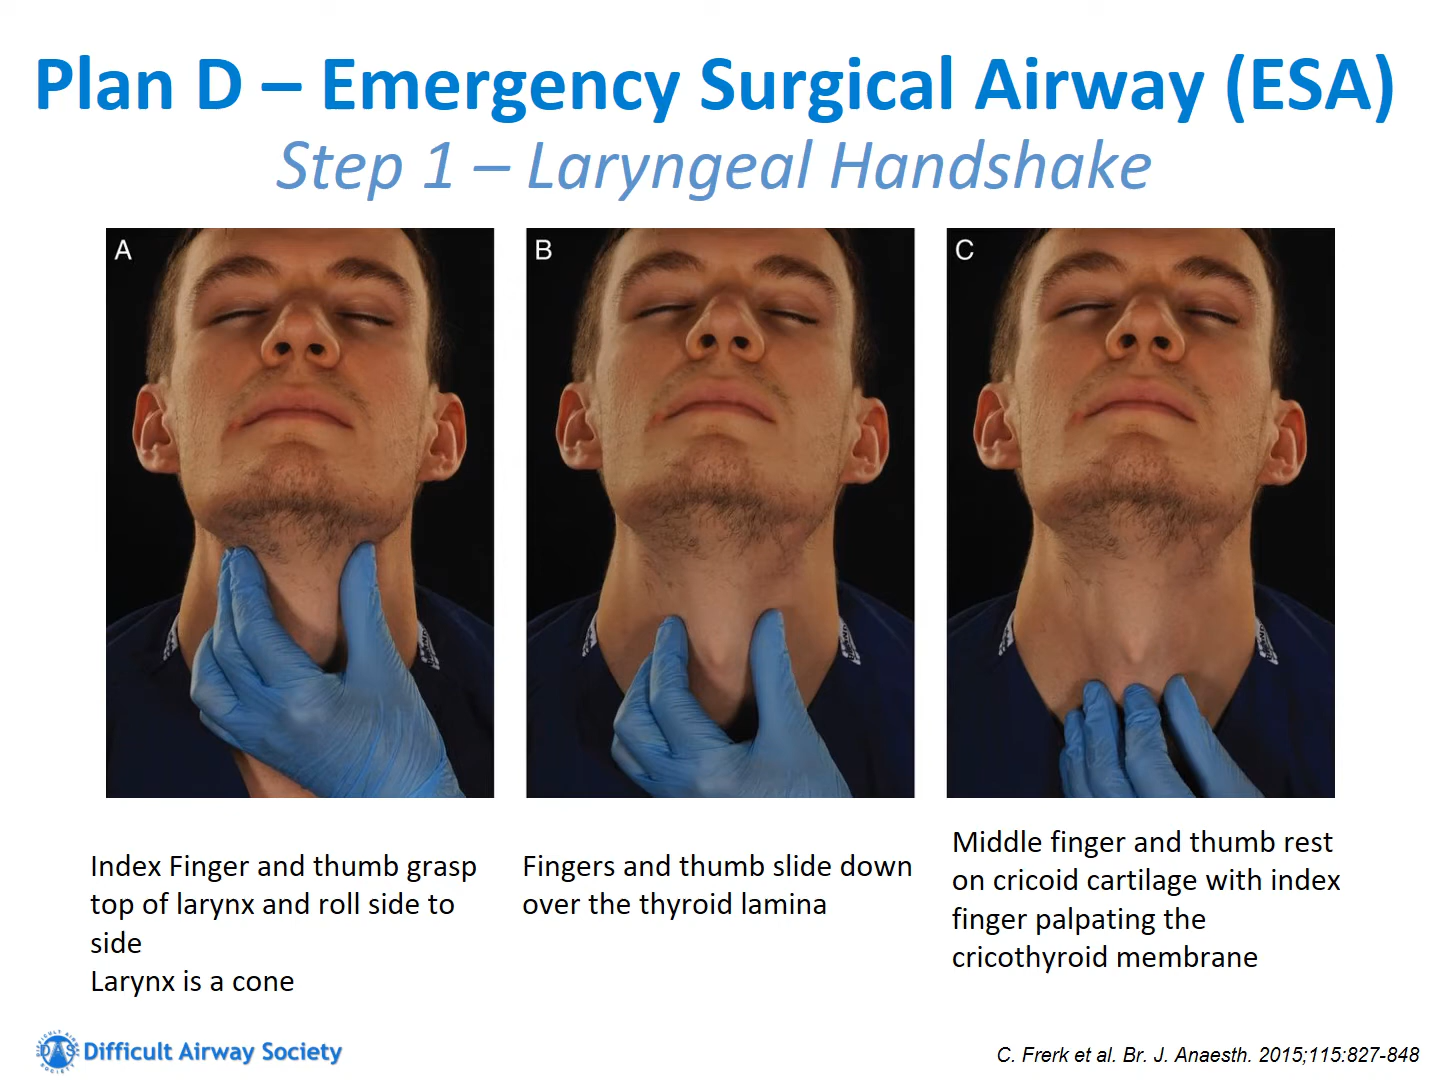 Plan D – Emergency Surgical Airway (ESA)
Step 1 – Laryngeal Handshake
A
B
C
Index Finger and thumb grasp
top of larynx and roll side to
side
Larynx is a cone
Fingers and thumb slide down
over the thyroid lamina
Middle finger and thumb rest
on cricoid cartilage with index
finger palpating the
cricothyroid membrane
DAS
Difficult Airway Society
C. Frerk et al. Br. J. Anaesth. 2015;115:827-848